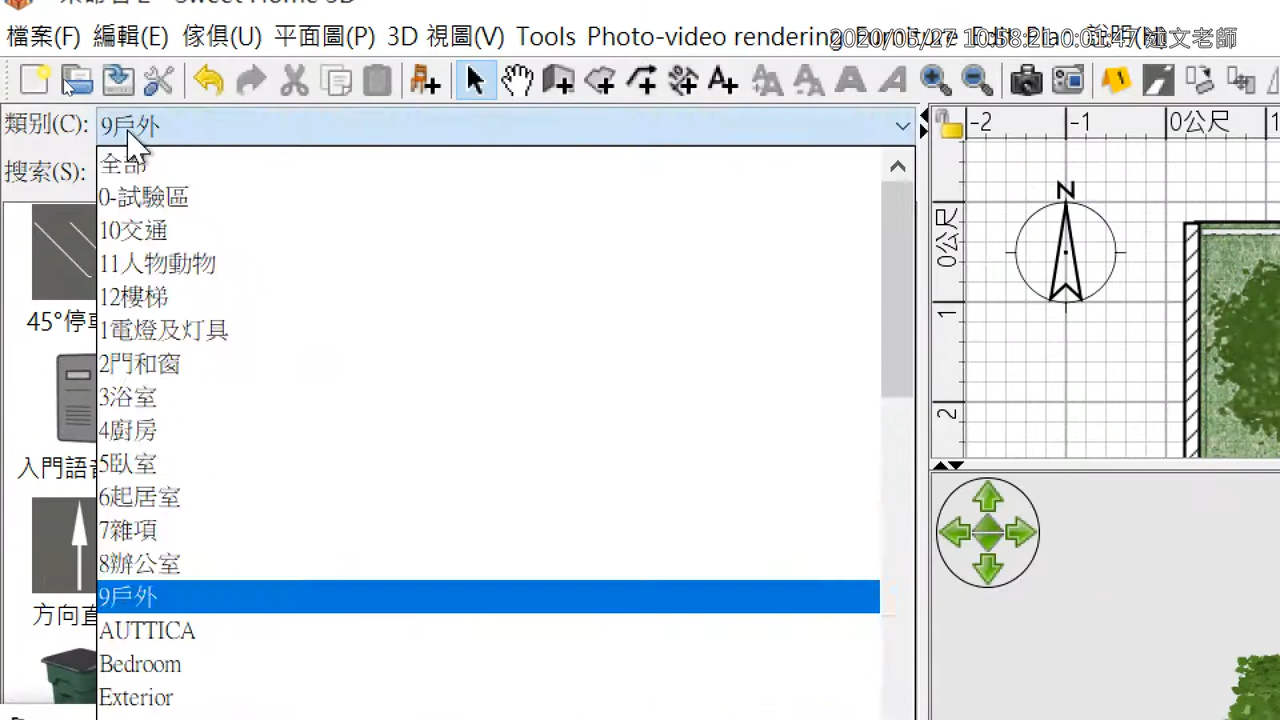 檔案(F) 編輯(E) 傢俱(U) 平面圖(P) 3D 視圖(V) Tools Photo-video rendering
類別(C): 9戶外
搜索(S):
全部
0-試驗區
10交通
11人物動物
12樓梯
1電燈及灯具
2門和窗
3浴室
4廚房
5臥室
6起居室
7雜項
8辦公室
9戶外
AUTTICA
Bedroom
Exterior
45°停車
入門語音
方向直
-2 -1 0公尺 1
N
0公尺
1
2